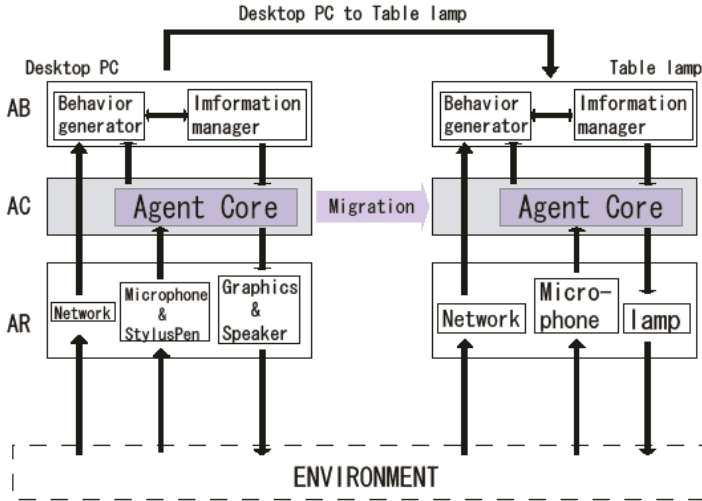 Desktop PC to Table lamp
Desktop PC
Table lamp
AB
Behavior
generator
Imformation
manager
Behavior
generator
Imformation
manager
AC
Agent Core
Migration
Agent Core
AR
Network
Microphone
&
StylusPen
Graphics
&
Speaker
Network
Micro-
phone
lamp
ENVIRONMENT